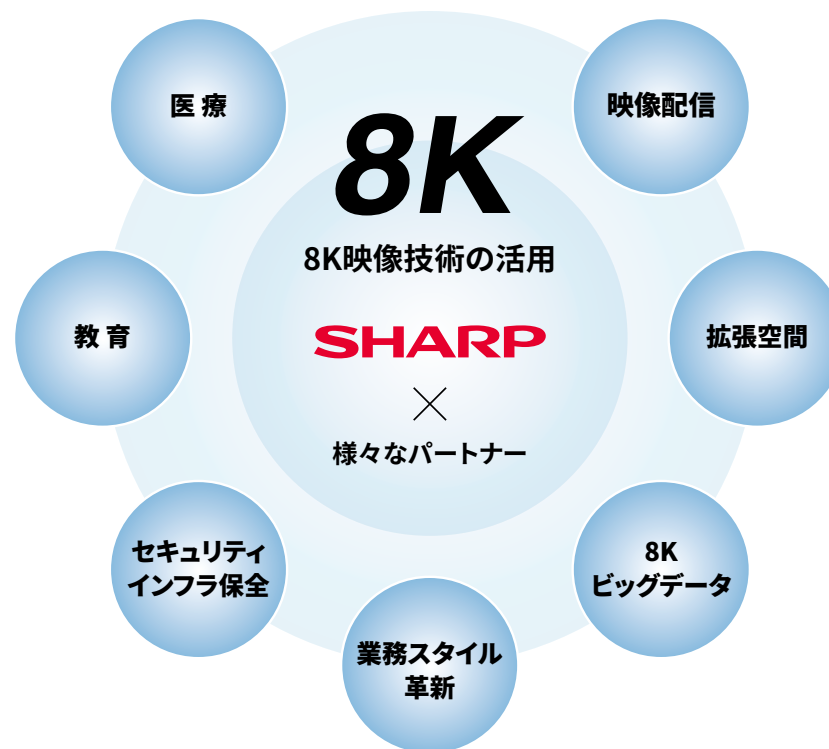 医 療
映像配信
8K
8K映像技術の活用
教 育
SHARP
拡張空間
×
様々なパートナー
セキュリティ
インフラ保全
8K
ビッグデータ
業務スタイル
革新